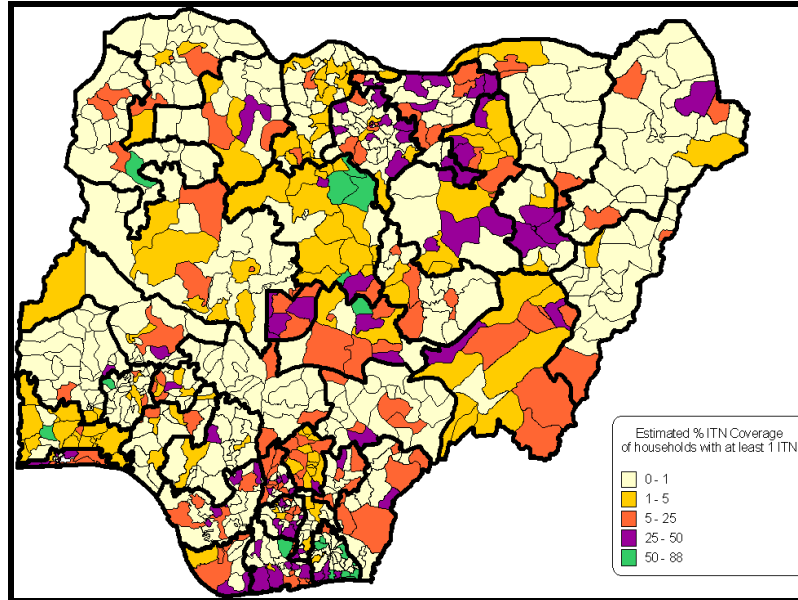 Estimated % ITN Coverage
of households with at least 1 ITN
0 - 1
1 - 5
5 - 25
25 - 50
50 - 88